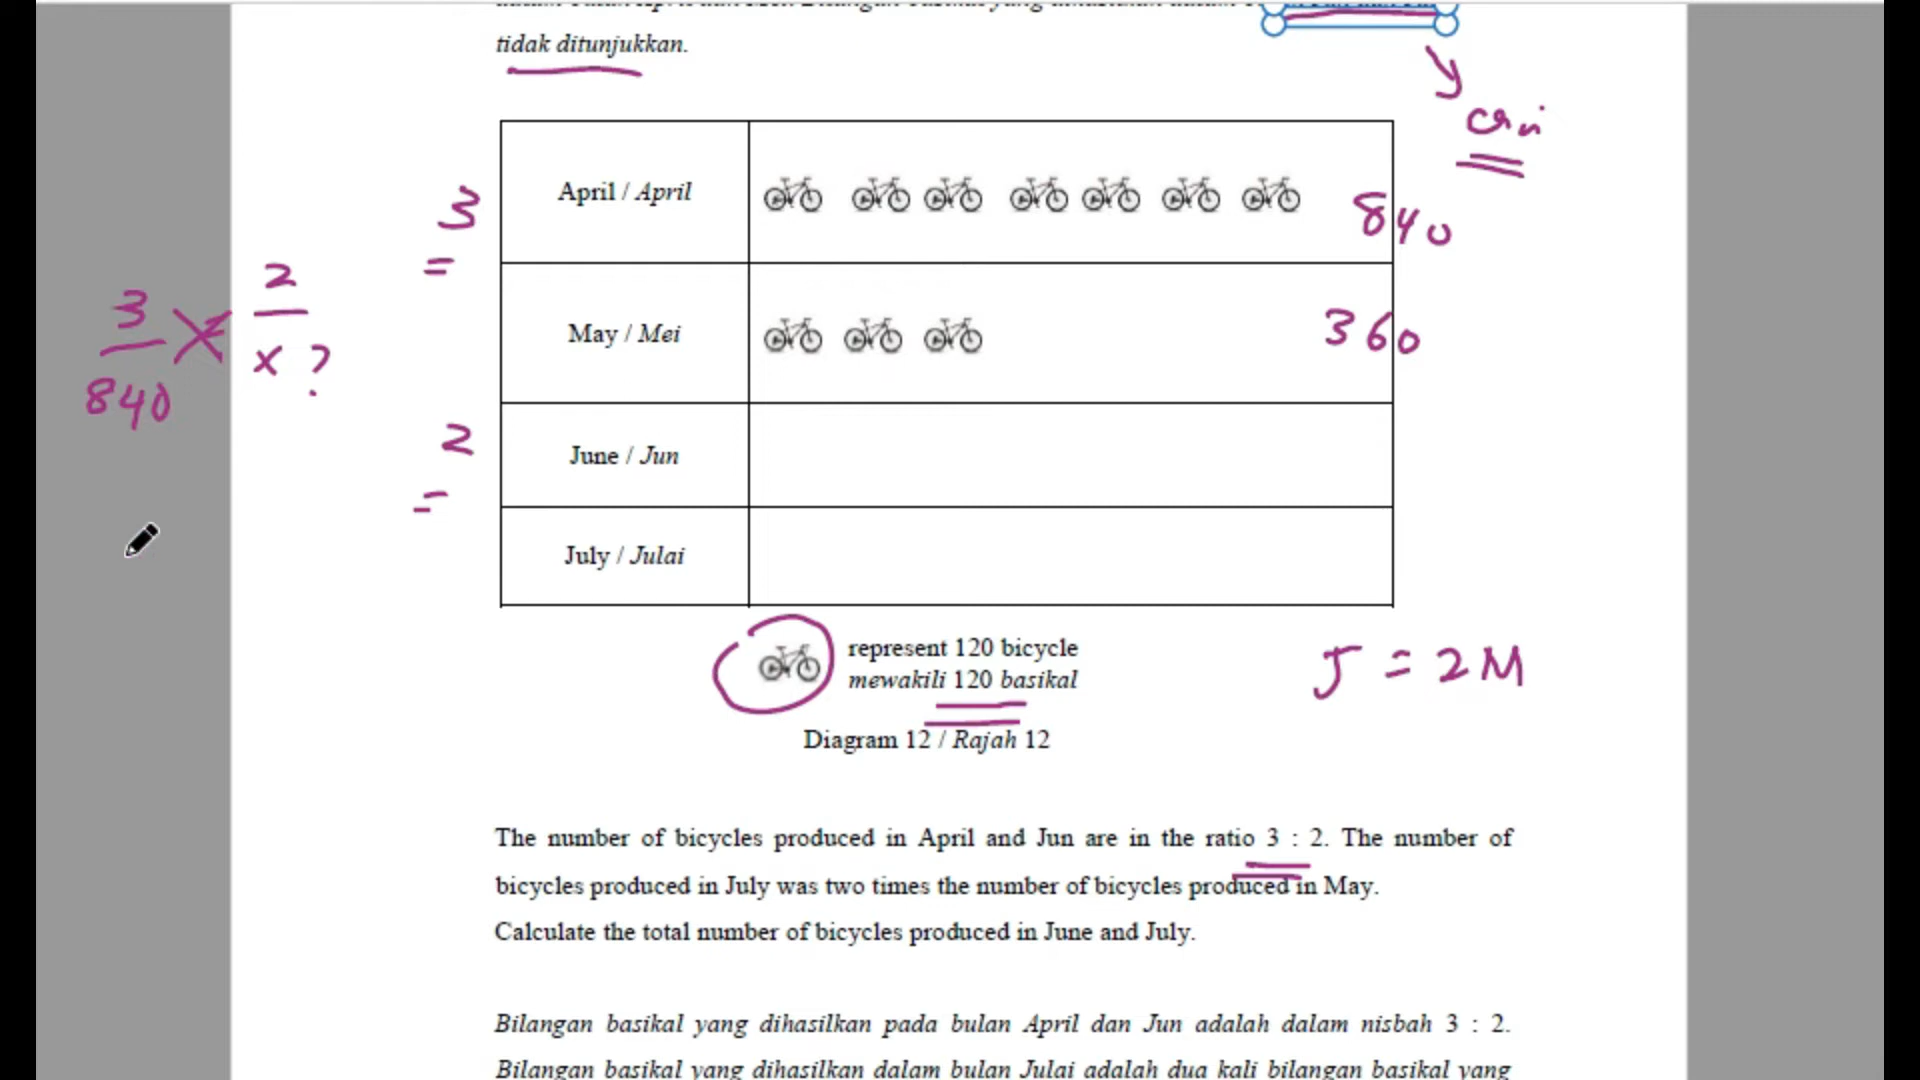 tidak ditunjukkan.
cari
3
=
April / April
840
3/840 = 2/x ?
May / Mei
360
2
=
June / Jun
July / Julai
represent 120 bicycle
mewakili 120 basikal
J = 2M
Diagram 12 / Rajah 12
The number of bicycles produced in April and Jun are in the ratio 3 : 2. The number of
bicycles produced in July was two times the number of bicycles produced in May.
Calculate the total number of bicycles produced in June and July.
Bilangan basikal yang dihasilkan pada bulan April dan Jun adalah dalam nisbah 3 : 2.
Bilangan basikal yang dihasilkan dalam bulan Julai adalah dua kali bilangan basikal yang